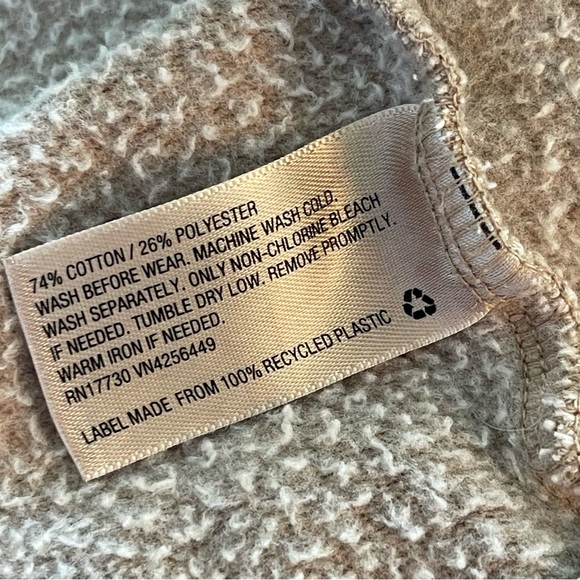 74% COTTON / 26% POLYESTER
WASH BEFORE WEAR. MACHINE WASH COLD.
WASH SEPARATELY. ONLY NON-CHLORINE BLEACH
IF NEEDED. TUMBLE DRY LOW. REMOVE PROMPTLY.
WARM IRON IF NEEDED.
RN17730 VN4256449
LABEL MADE FROM 100% RECYCLED PLASTIC